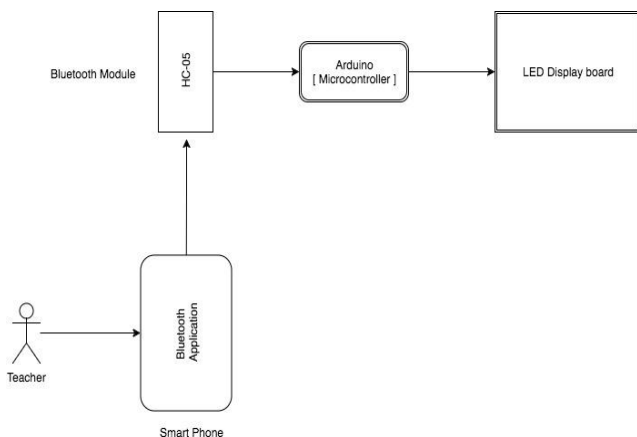 Bluetooth Module
HC-05
Arduino
[ Microcontroller ]
LED Display board
Bluetooth
Application
Teacher
Smart Phone